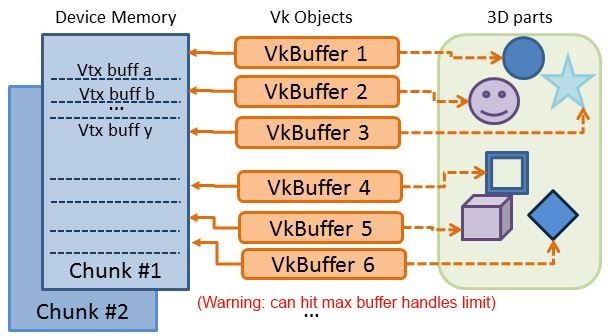 Device Memory
Vk Objects
3D parts
Vtx buff a
Vtx buff b
...
Vtx buff y
Chunk #1
Chunk #2
VkBuffer 1
VkBuffer 2
VkBuffer 3
VkBuffer 4
VkBuffer 5
VkBuffer 6
(Warning: can hit max buffer handles limit)
...